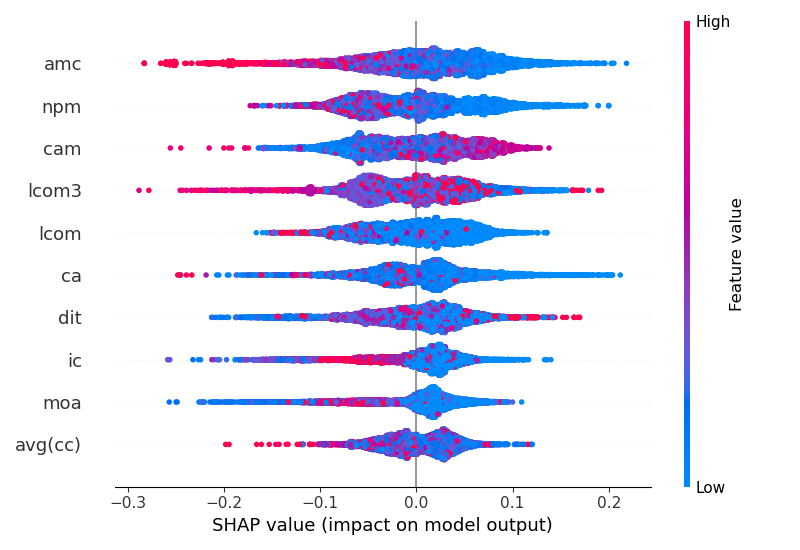 High
amc
npm
cam
lcom3
lcom
ca
dit
ic
moa
avg(cc)
Feature value
Low
−0.3 −0.2 −0.1 0.0 0.1 0.2
SHAP value (impact on model output)